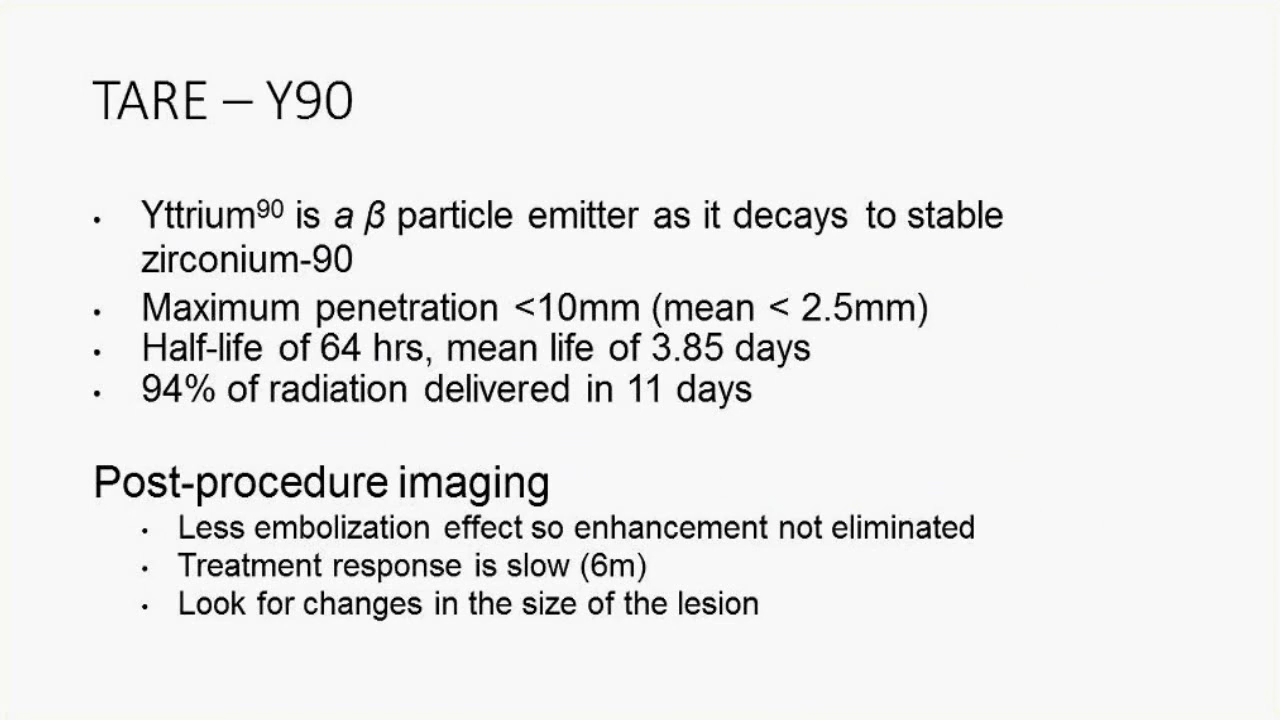 TARE – Y90
• Yttrium⁹⁰ is a β particle emitter as it decays to stable
zirconium-90
• Maximum penetration <10mm (mean < 2.5mm)
• Half-life of 64 hrs, mean life of 3.85 days
• 94% of radiation delivered in 11 days
Post-procedure imaging
• Less embolization effect so enhancement not eliminated
• Treatment response is slow (6m)
• Look for changes in the size of the lesion